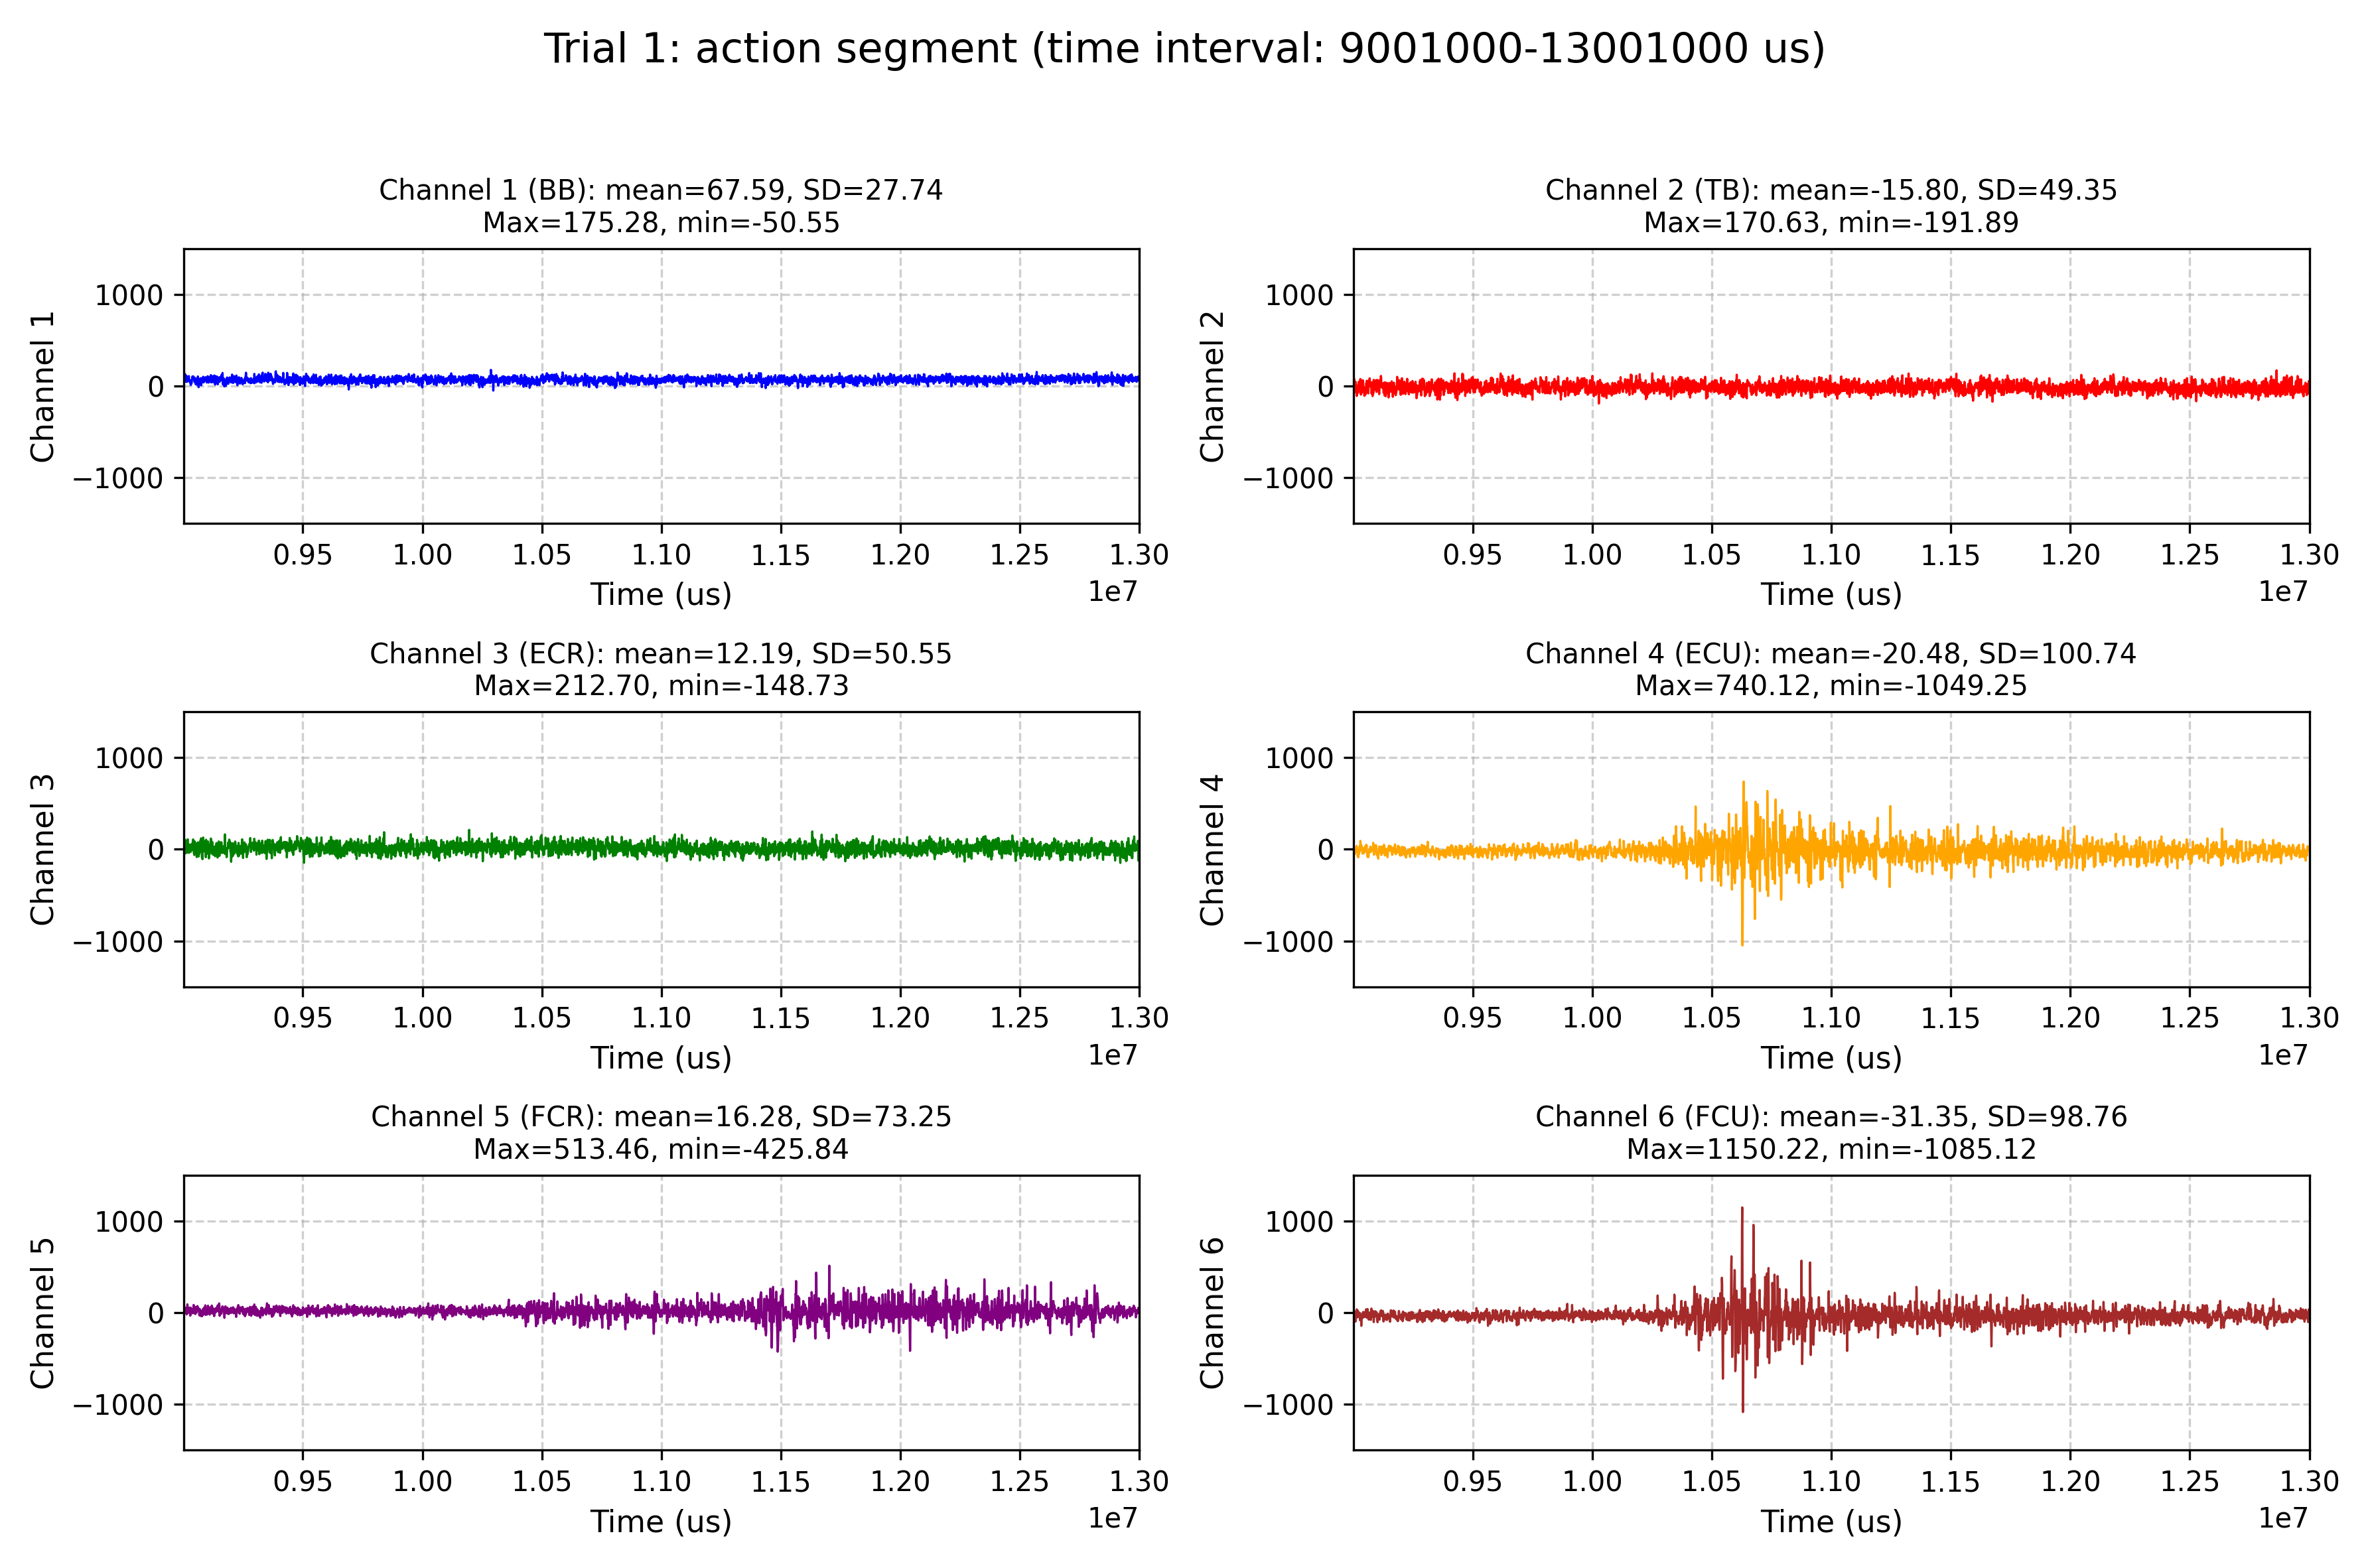 Trial 1: action segment (time interval: 9001000-13001000 us)
Channel 1 (BB): mean=67.59, SD=27.74
Max=175.28, min=-50.55
Channel 1
1000
0
−1000
0.95 1.00 1.05 1.10 1.15 1.20 1.25 1.30
Time (us)
1e7
Channel 2 (TB): mean=-15.80, SD=49.35
Max=170.63, min=-191.89
Channel 2
1000
0
−1000
0.95 1.00 1.05 1.10 1.15 1.20 1.25 1.30
Time (us)
1e7
Channel 3 (ECR): mean=12.19, SD=50.55
Max=212.70, min=-148.73
Channel 3
1000
0
−1000
0.95 1.00 1.05 1.10 1.15 1.20 1.25 1.30
Time (us)
1e7
Channel 4 (ECU): mean=-20.48, SD=100.74
Max=740.12, min=-1049.25
Channel 4
1000
0
−1000
0.95 1.00 1.05 1.10 1.15 1.20 1.25 1.30
Time (us)
1e7
Channel 5 (FCR): mean=16.28, SD=73.25
Max=513.46, min=-425.84
Channel 5
1000
0
−1000
0.95 1.00 1.05 1.10 1.15 1.20 1.25 1.30
Time (us)
1e7
Channel 6 (FCU): mean=-31.35, SD=98.76
Max=1150.22, min=-1085.12
Channel 6
1000
0
−1000
0.95 1.00 1.05 1.10 1.15 1.20 1.25 1.30
Time (us)
1e7